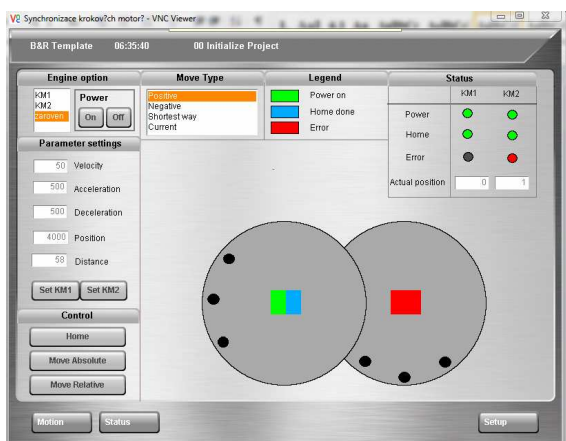 Synchronizace krokov?ch motor? - VNC Viewer
B&R Template 06:35:40 00 Initialize Project
Engine option
KM1
KM2
zaroven
Power
On Off
Move Type
Positive
Negative
Shortest way
Current
Legend
Power on
Home done
Error
Status
KM1 KM2
Power
Home
Error
Actual position 0 1
Parameter settings
50 Velocity
500 Acceleration
500 Deceleration
4000 Position
58 Distance
Set KM1 Set KM2
Control
Home
Move Absolute
Move Relative
Motion Status Setup